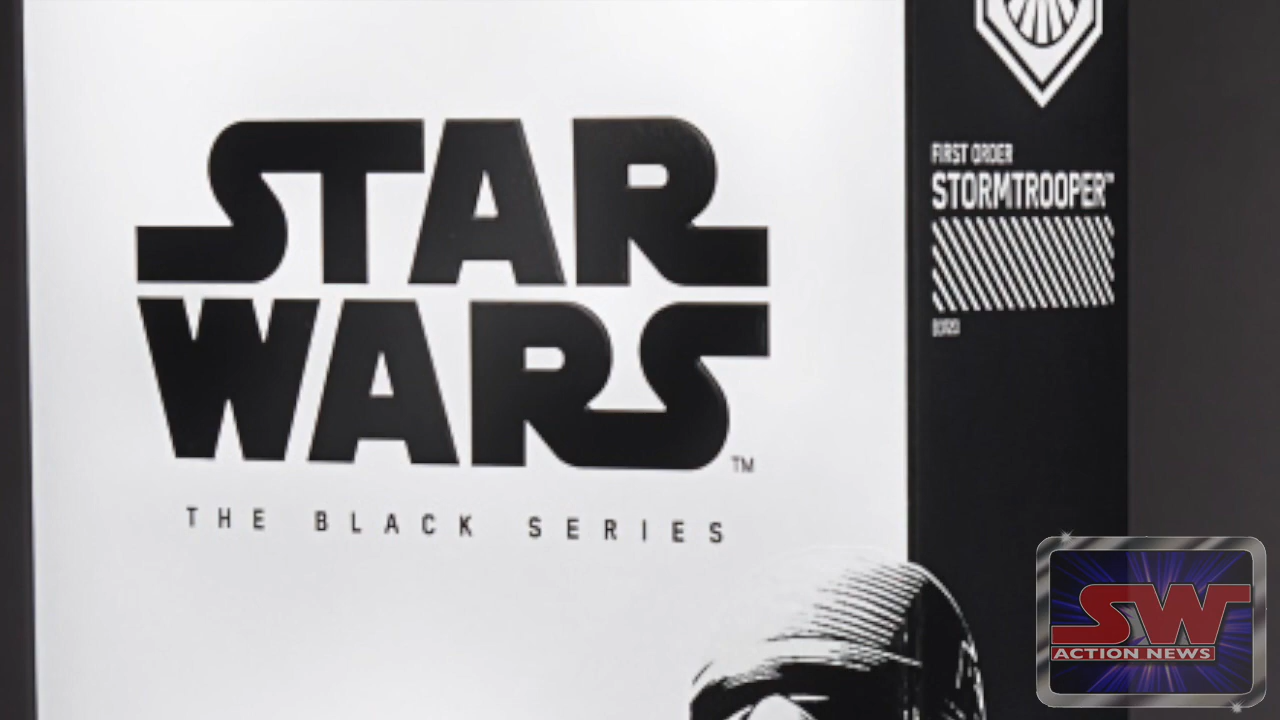 STAR
WARS
TM
THE BLACK SERIES
FIRST ORDER
STORMTROOPER™
SW
ACTION NEWS